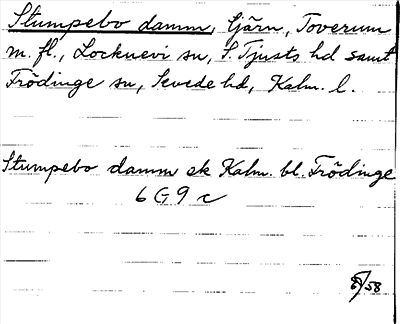 Stumpebo damm, Gjärn, Toverum
m. fl., Locknevi sn, S. Tjusts hd samt
Frödinge sn, Sevede hd, Kalm. l.
Stumpebo damm ek Kalm. bl. Frödinge
6 G 9 c
/58